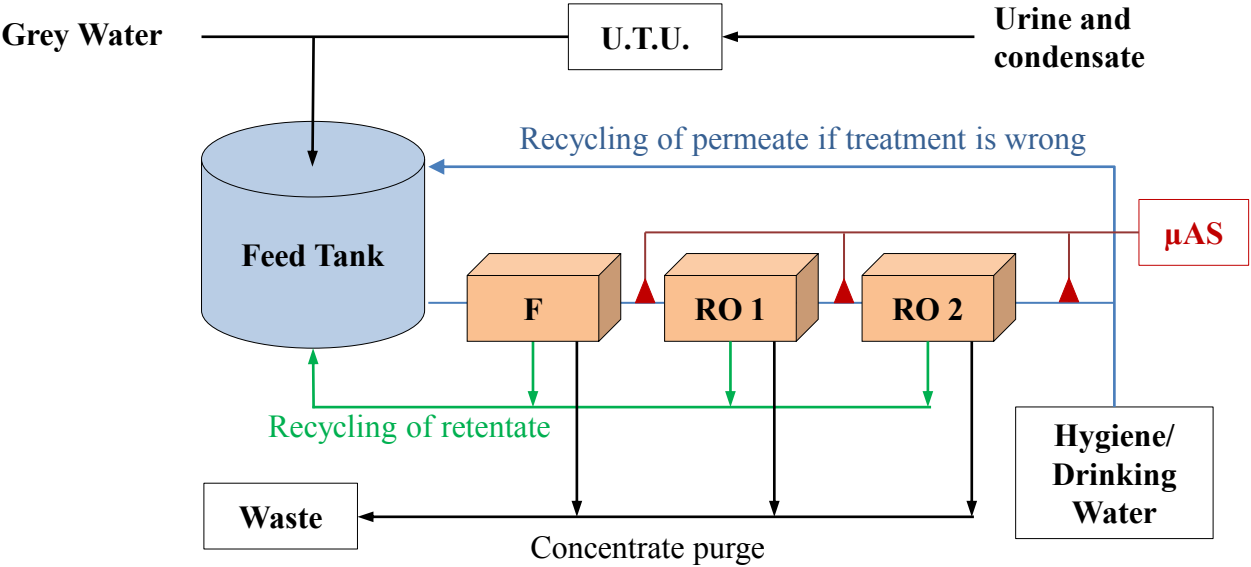 Grey Water
U.T.U.
Urine and
condensate
Recycling of permeate if treatment is wrong
µAS
Feed Tank
F
RO 1
RO 2
Recycling of retentate
Hygiene/
Drinking
Water
Waste
Concentrate purge